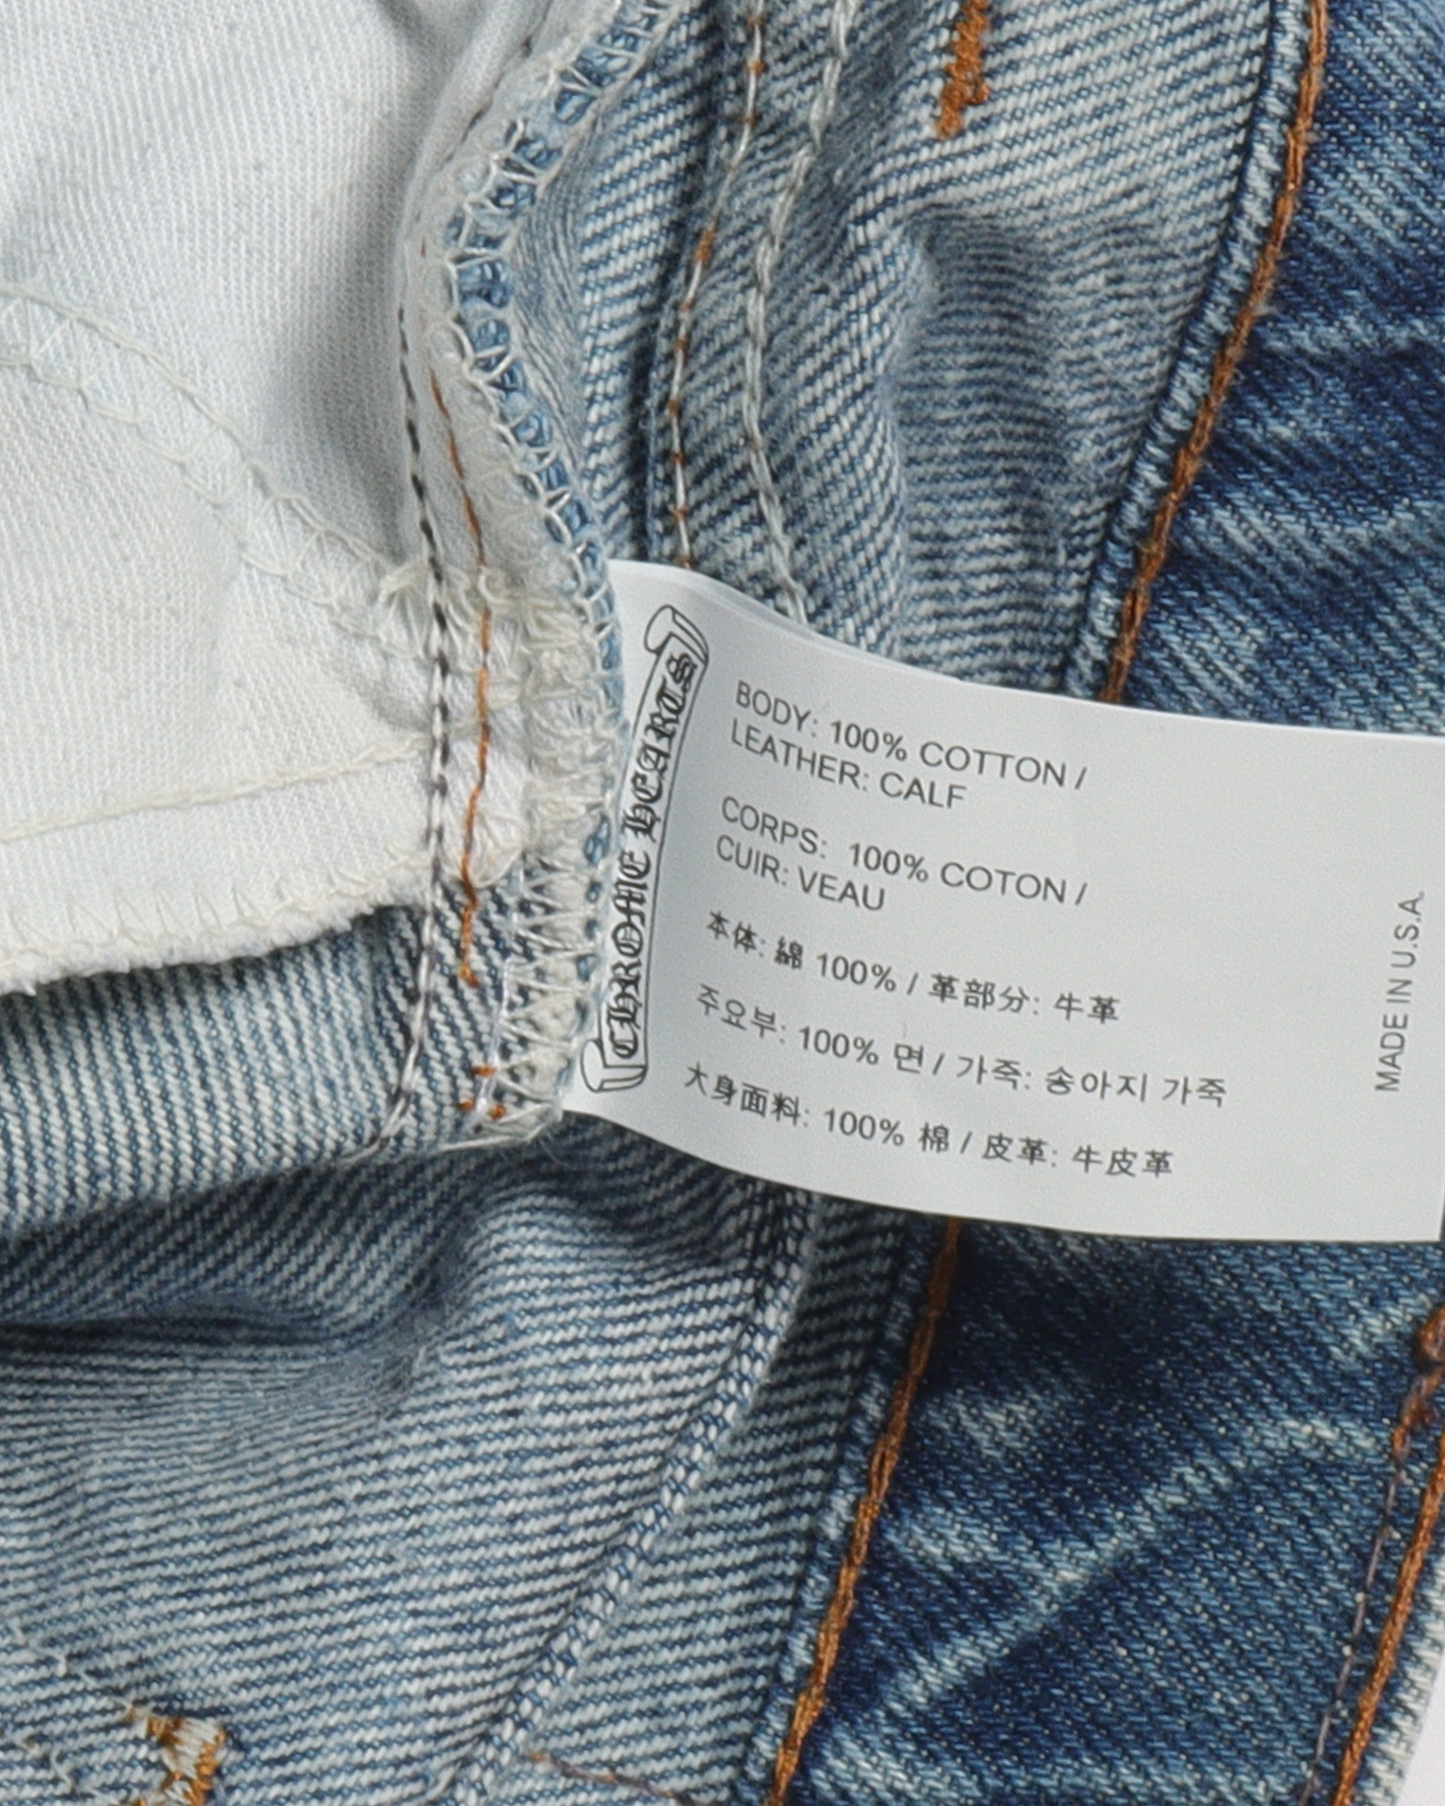 CHROME HEARTS
BODY: 100% COTTON /
LEATHER: CALF
CORPS: 100% COTON /
CUIR: VEAU
本体: 綿 100% / 革部分: 牛革
주요부: 100% 면 / 가죽: 송아지 가죽
大身面料: 100% 棉 / 皮革: 牛皮革
MADE IN U.S.A.